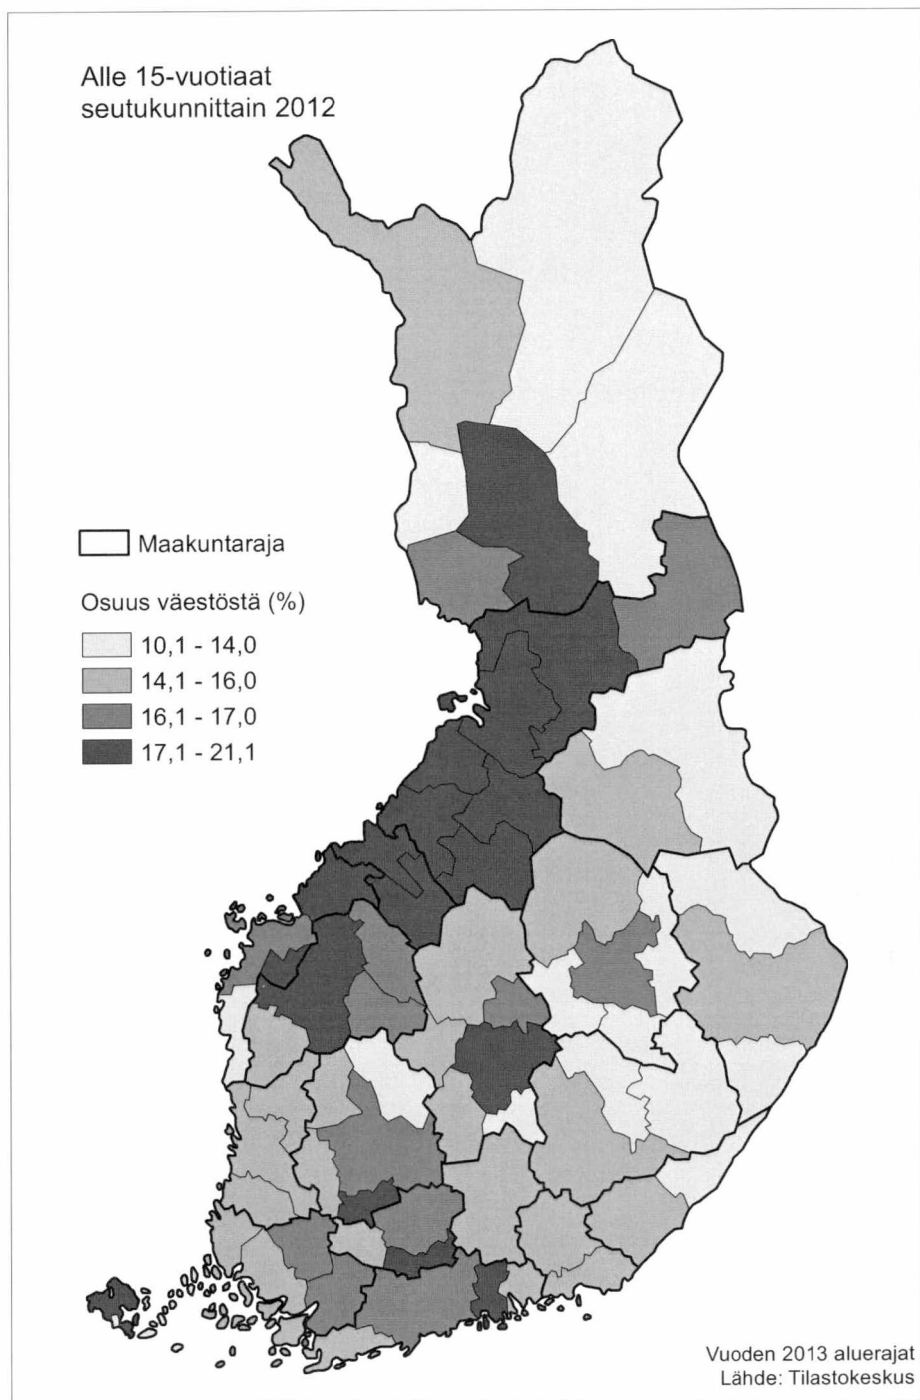 Alle 15-vuotiaat
seutukunnittain 2012
Maakuntaraja
Osuus väestöstä (%)
10,1 - 14,0
14,1 - 16,0
16,1 - 17,0
17,1 - 21,1
Vuoden 2013 aluerajat
Lähde: Tilastokeskus